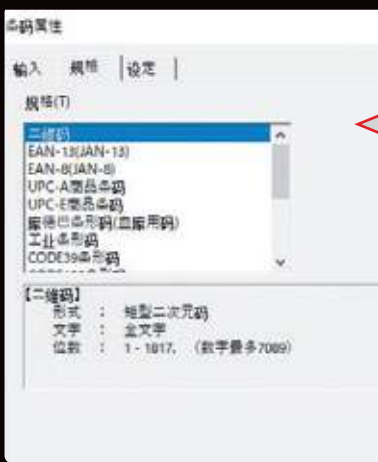 条码属性
输入 规格 设定
规格(T)
二维码
EAN-13(JAN-13)
EAN-8(JAN-8)
UPC-A商品条码
UPC-E商品条码
库德巴条形码(血库用码)
工业条形码
CODE39条形码
【二维码】
形式 : 矩型二次元码
文字 : 全文字
位数 : 1 - 1817, (数字最多7089)